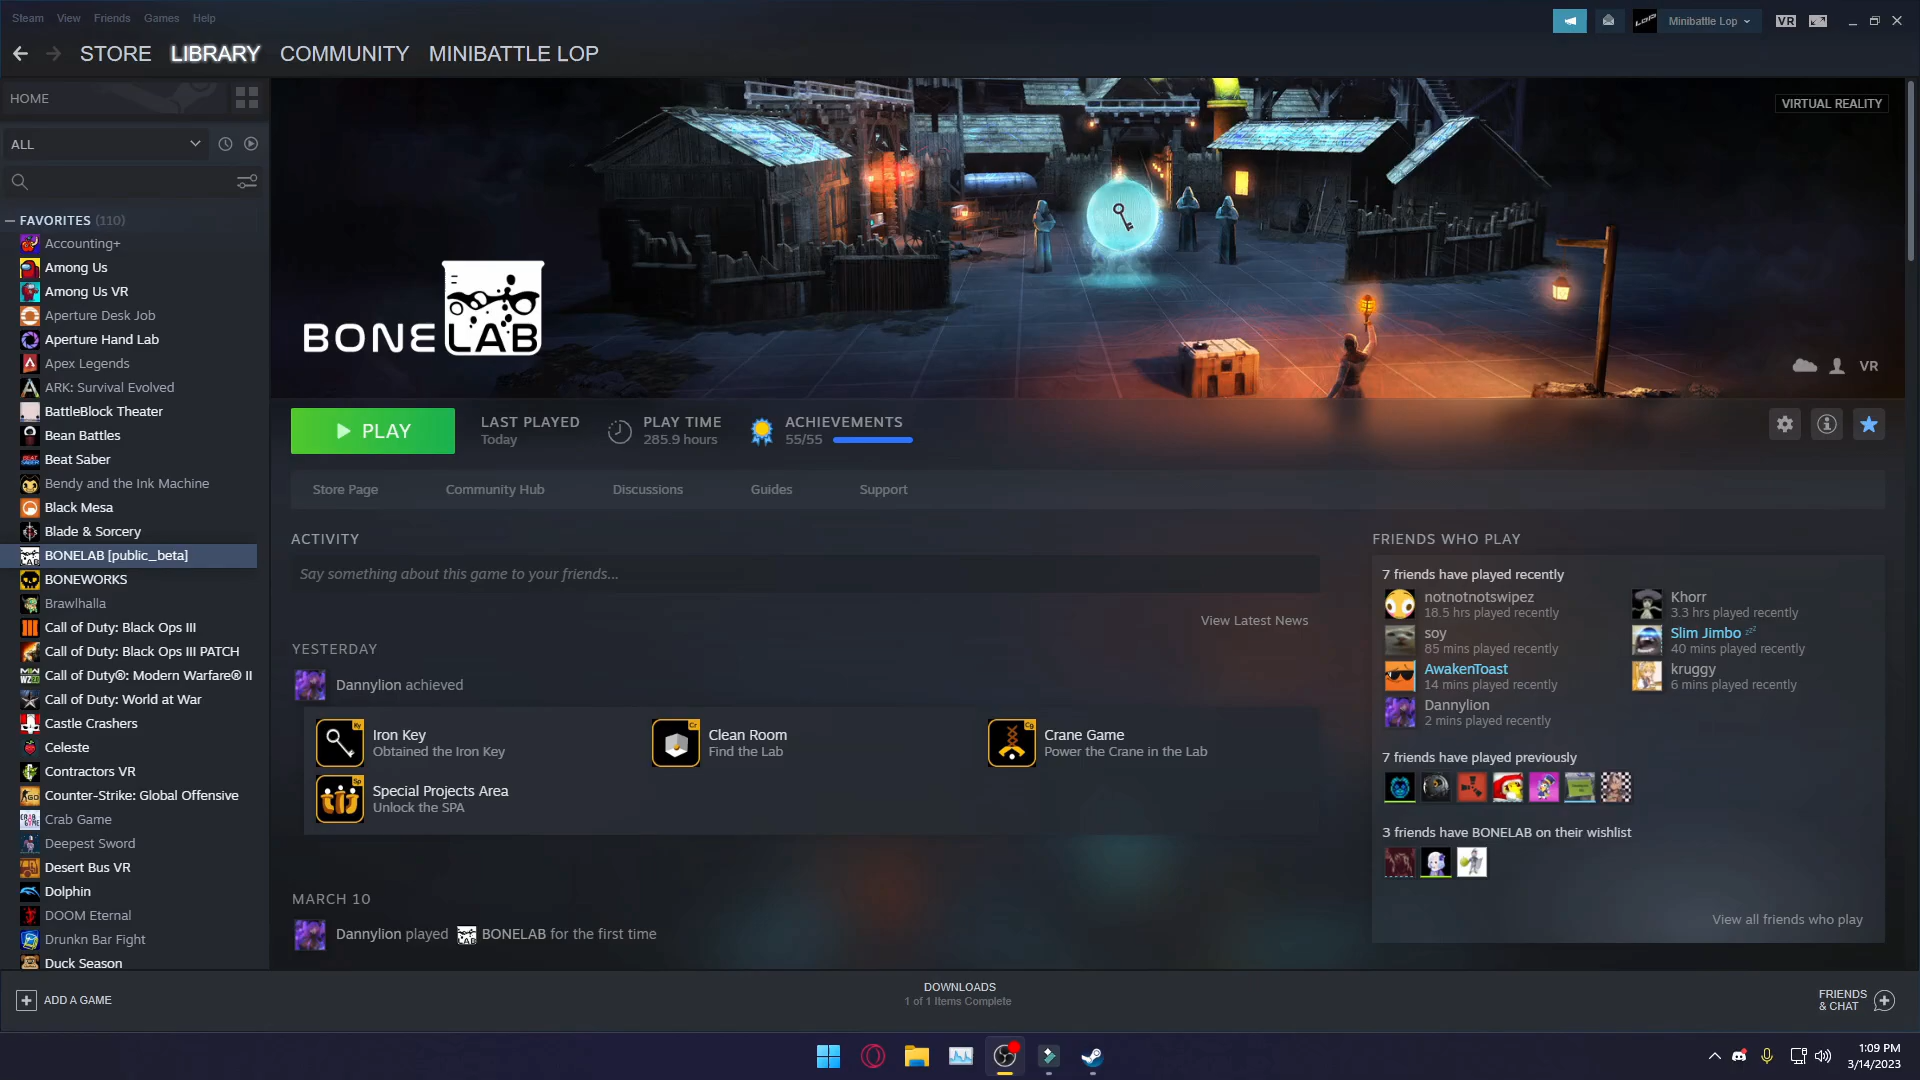 Steam View Friends Games Help
Minibattle Lop
VR
STORE LIBRARY COMMUNITY MINIBATTLE LOP
HOME
VIRTUAL REALITY
ALL
FAVORITES (110)
Accounting+
Among Us
Among Us VR
Aperture Desk Job
Aperture Hand Lab
Apex Legends
ARK: Survival Evolved
BattleBlock Theater
Bean Battles
Beat Saber
Bendy and the Ink Machine
Black Mesa
Blade & Sorcery
BONELAB [public_beta]
BONEWORKS
Brawlhalla
Call of Duty: Black Ops III
Call of Duty: Black Ops III PATCH
Call of Duty®: Modern Warfare® II
Call of Duty: World at War
Castle Crashers
Celeste
Contractors VR
Counter-Strike: Global Offensive
Crab Game
Deepest Sword
Desert Bus VR
Dolphin
DOOM Eternal
Drunkn Bar Fight
Duck Season
BONELAB
VR
PLAY
LAST PLAYED
Today
PLAY TIME
285.9 hours
ACHIEVEMENTS
55/55
Store Page Community Hub Discussions Guides Support
ACTIVITY
Say something about this game to your friends...
View Latest News
YESTERDAY
Dannylion achieved
Iron Key
Obtained the Iron Key
Clean Room
Find the Lab
Crane Game
Power the Crane in the Lab
Special Projects Area
Unlock the SPA
MARCH 10
Dannylion played BONELAB for the first time
FRIENDS WHO PLAY
7 friends have played recently
notnotnotswipez
18.5 hrs played recently
Khorr
3.3 hrs played recently
soy
85 mins played recently
Slim Jimbo zzz
40 mins played recently
AwakenToast
14 mins played recently
kruggy
6 mins played recently
Dannylion
2 mins played recently
7 friends have played previously
3 friends have BONELAB on their wishlist
View all friends who play
ADD A GAME
DOWNLOADS
1 of 1 Items Complete
FRIENDS
& CHAT
1:09 PM
3/14/2023